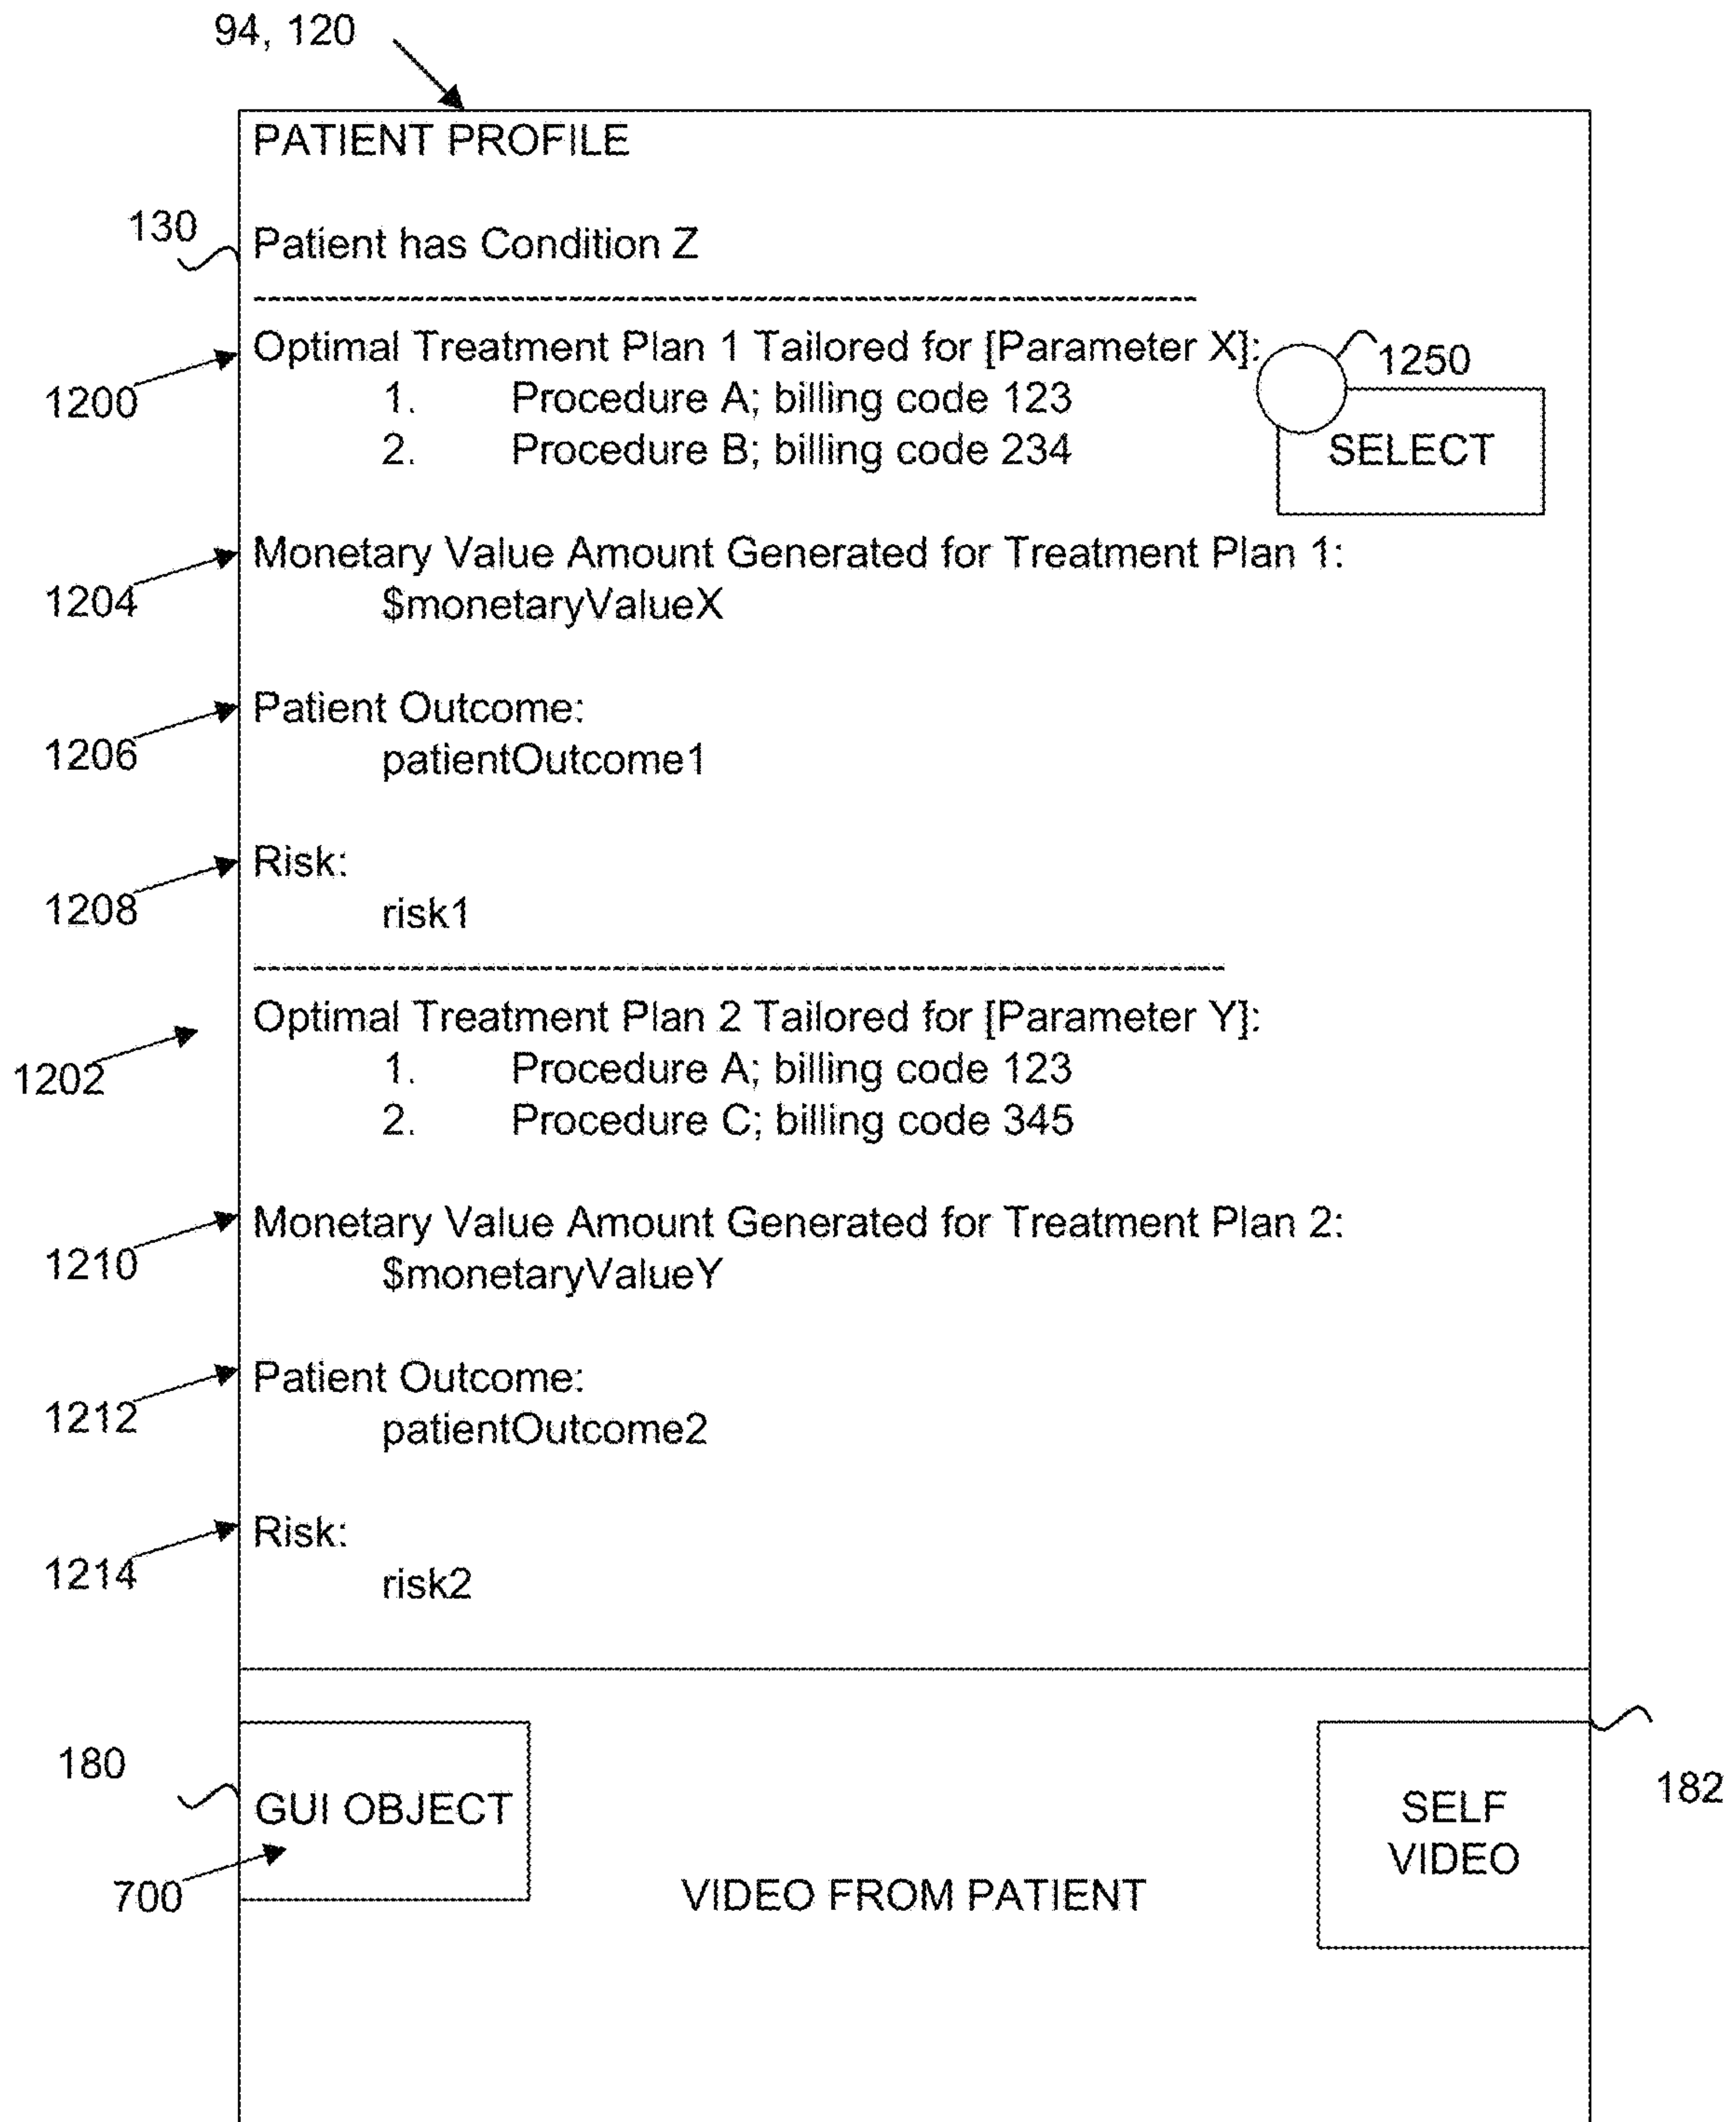 94, 120
PATIENT PROFILE
130
Patient has Condition Z
--------------------------------------------------------------------
Optimal Treatment Plan 1 Tailored for [Parameter X]:
1250
1200
1. Procedure A; billing code 123
2. Procedure B; billing code 234
SELECT
Monetary Value Amount Generated for Treatment Plan 1:
1204
$monetaryValueX
Patient Outcome:
1206
patientOutcome1
Risk:
1208
risk1
----------------------------------------------------------------------
Optimal Treatment Plan 2 Tailored for [Parameter Y]:
1202
1. Procedure A; billing code 123
2. Procedure C; billing code 345
Monetary Value Amount Generated for Treatment Plan 2:
1210
$monetaryValueY
Patient Outcome:
1212
patientOutcome2
Risk:
1214
risk2
180
GUI OBJECT
700
VIDEO FROM PATIENT
SELF
VIDEO
182